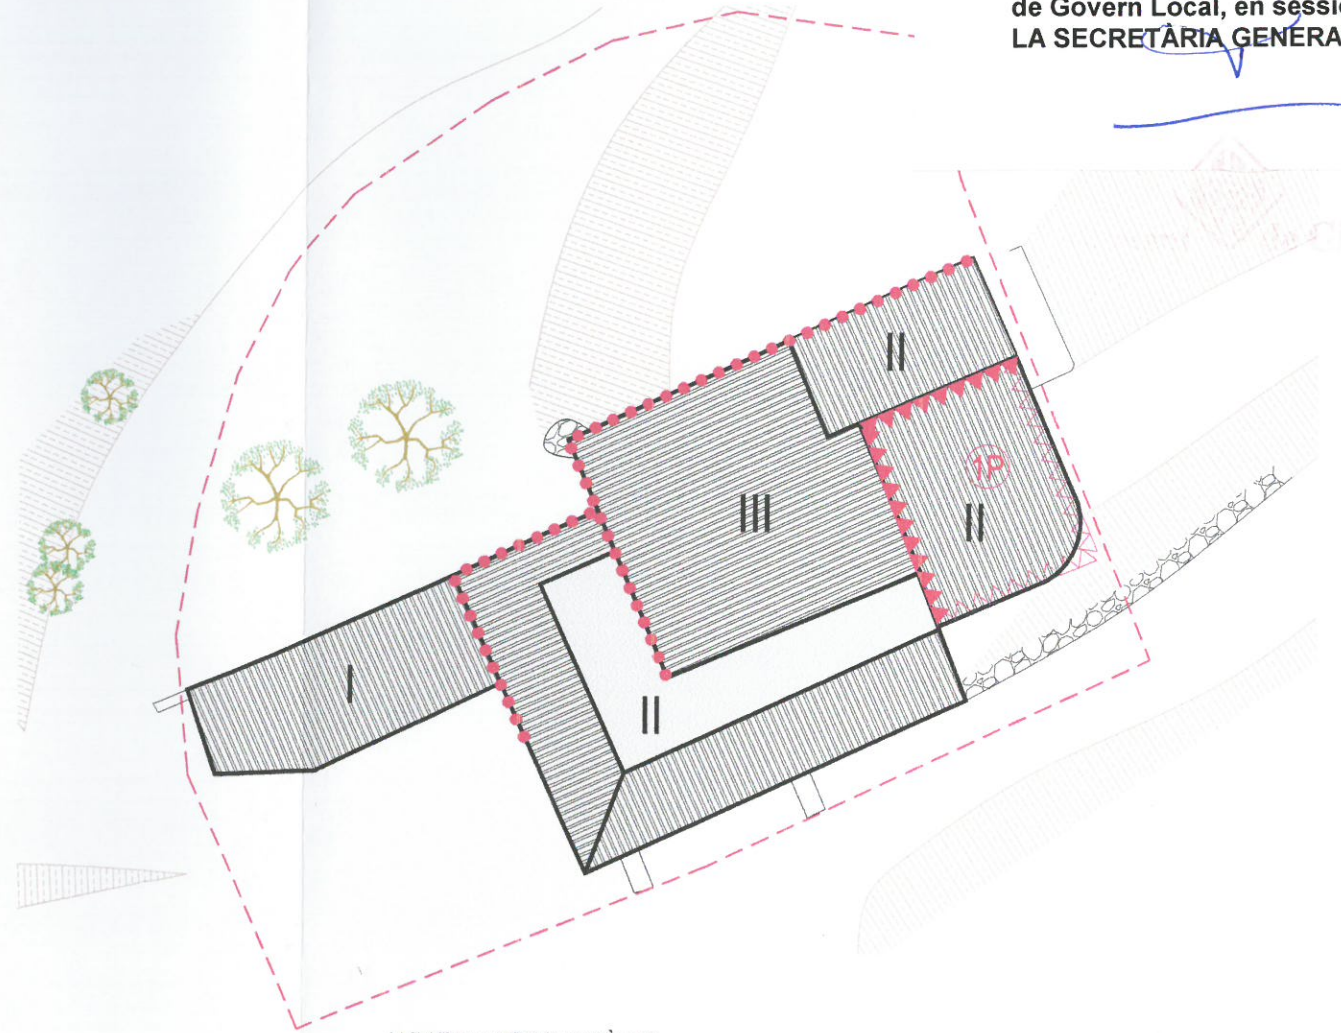 de Govern Local, en sessi
LA SECRETÀRIA GENERA
II
1P
III
II
I
II